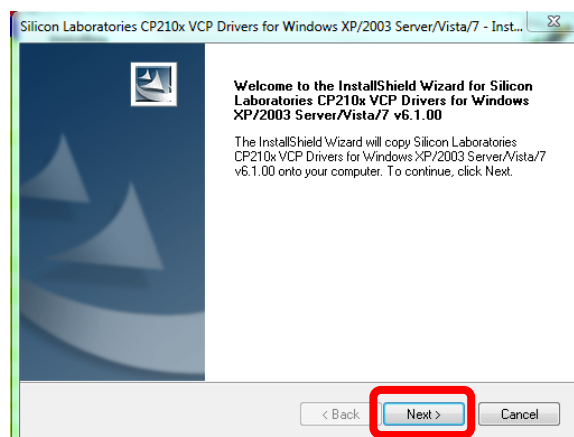 Silicon Laboratories CP210x VCP Drivers for Windows XP/2003 Server/Vista/7 - Inst...
Welcome to the InstallShield Wizard for Silicon
Laboratories CP210x VCP Drivers for Windows
XP/2003 Server/Vista/7 v6.1.00
The InstallShield Wizard will copy Silicon Laboratories
CP210x VCP Drivers for Windows XP/2003 Server/Vista/7
v6.1.00 onto your computer. To continue, click Next.
< Back
Next >
Cancel